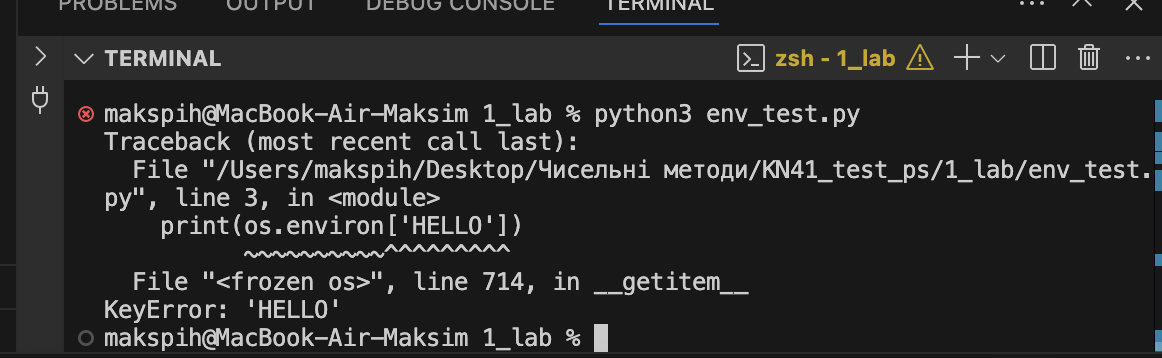 PROBLEMS OUTPUT DEBUG CONSOLE TERMINAL
TERMINAL zsh - 1_lab
makspih@MacBook-Air-Maksim 1_lab % python3 env_test.py
Traceback (most recent call last):
  File "/Users/makspih/Desktop/Чисельні методи/KN41_test_ps/1_lab/env_test.
py", line 3, in <module>
    print(os.environ['HELLO'])
          ~~~~~~~~~~^^^^^^^^^
  File "<frozen os>", line 714, in __getitem__
KeyError: 'HELLO'
makspih@MacBook-Air-Maksim 1_lab %